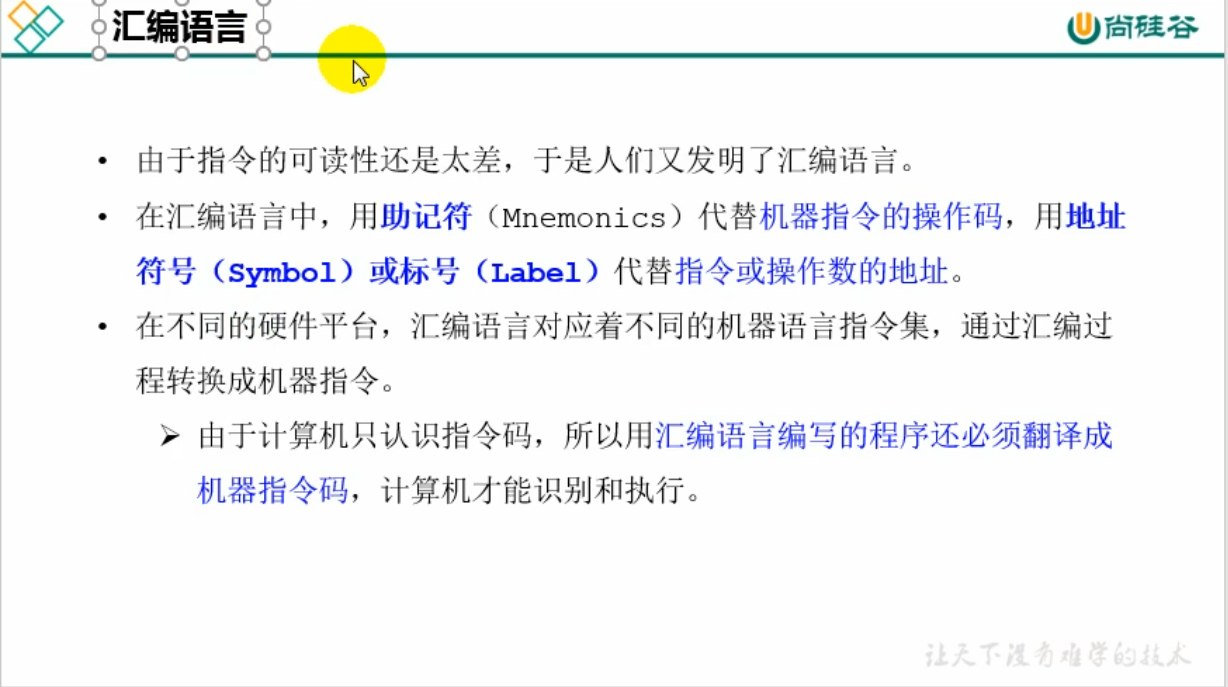 汇编语言
尚硅谷
• 由于指令的可读性还是太差，于是人们又发明了汇编语言。
• 在汇编语言中，用助记符（Mnemonics）代替机器指令的操作码，用地址
符号（Symbol）或标号（Label）代替指令或操作数的地址。
• 在不同的硬件平台，汇编语言对应着不同的机器语言指令集，通过汇编过
程转换成机器指令。
➢ 由于计算机只认识指令码，所以用汇编语言编写的程序还必须翻译成
机器指令码，计算机才能识别和执行。
让天下没有难学的技术